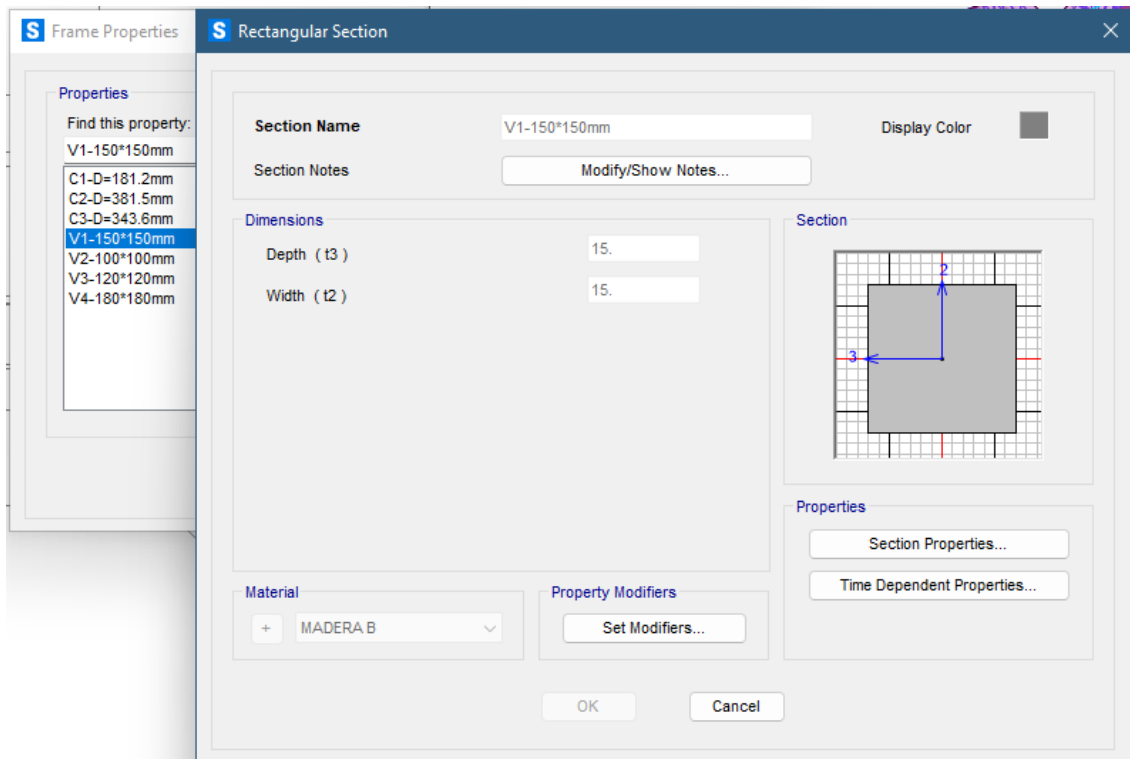 S Frame Properties
Properties
Find this property:
V1-150*150mm
C1-D=181.2mm
C2-D=381.5mm
C3-D=343.6mm
V1-150*150mm
V2-100*100mm
V3-120*120mm
V4-180*180mm
S Rectangular Section
Section Name V1-150*150mm Display Color
Section Notes Modify/Show Notes...
Dimensions
Depth ( t3 ) 15.
Width ( t2 ) 15.
Section
2
3
Properties
Section Properties...
Time Dependent Properties...
Material
+ MADERA B
Property Modifiers
Set Modifiers...
OK Cancel